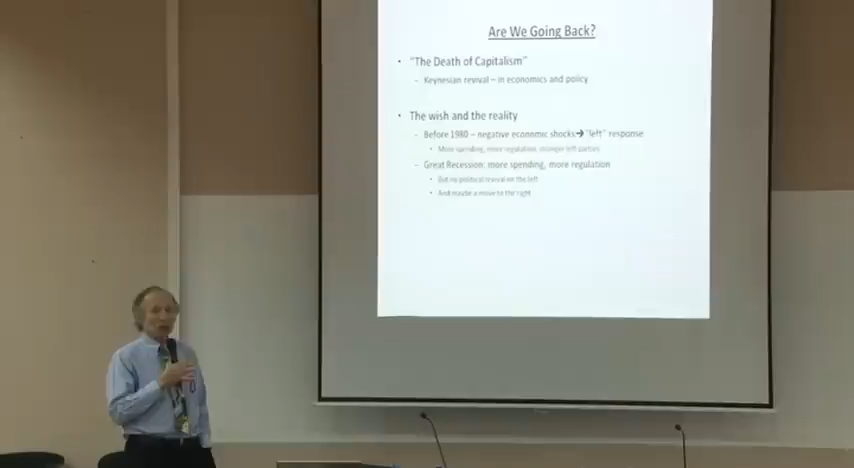 Are We Going Back?
• "The Death of Capitalism"
– Keynesian revival – in economics and policy
• The wish and the reality
– Before 1980 – negative economic shocks➔ "left" response
• More spending, more regulation, stronger left parties
– Great Recession: more spending, more regulation
• But no political revival on the left
• And maybe a move to the right